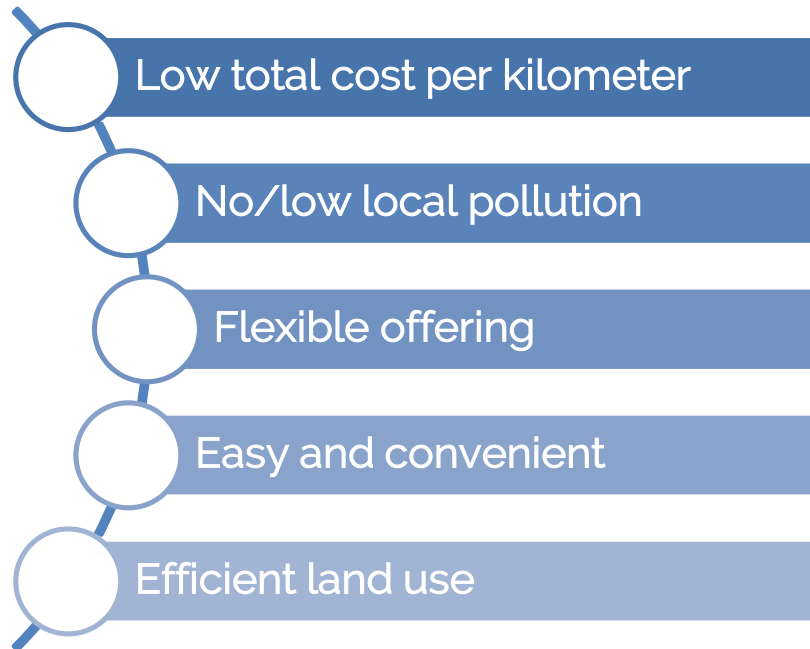 Low total cost per kilometer
No/low local pollution
Flexible offering
Easy and convenient
Efficient land use